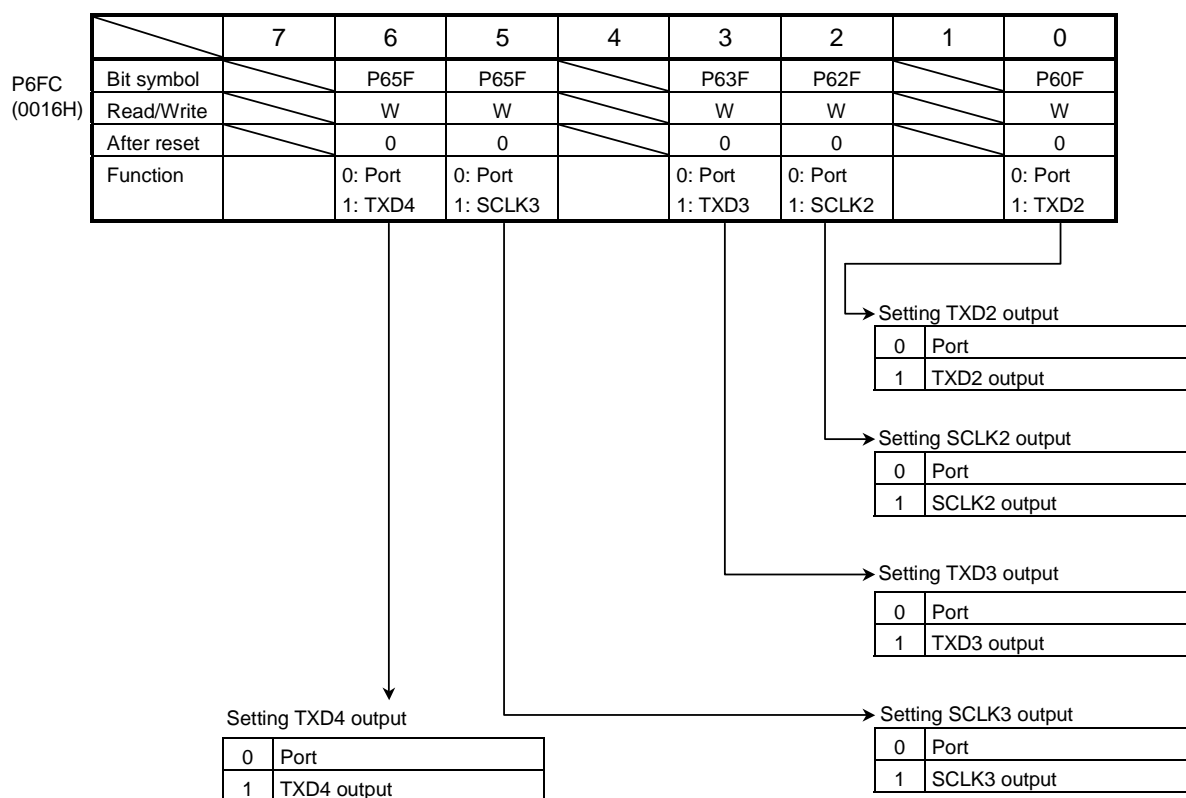 7 6 5 4 3 2 1 0
P6FC
(0016H)
Bit symbol P65F P65F P63F P62F P60F
Read/Write W W W W W
After reset 0 0 0 0 0
Function 0: Port 0: Port 0: Port 0: Port 0: Port
1: TXD4 1: SCLK3 1: TXD3 1: SCLK2 1: TXD2
Setting TXD2 output
0 Port
1 TXD2 output
Setting SCLK2 output
0 Port
1 SCLK2 output
Setting TXD3 output
0 Port
1 TXD3 output
Setting TXD4 output
0 Port
1 TXD4 output
Setting SCLK3 output
0 Port
1 SCLK3 output